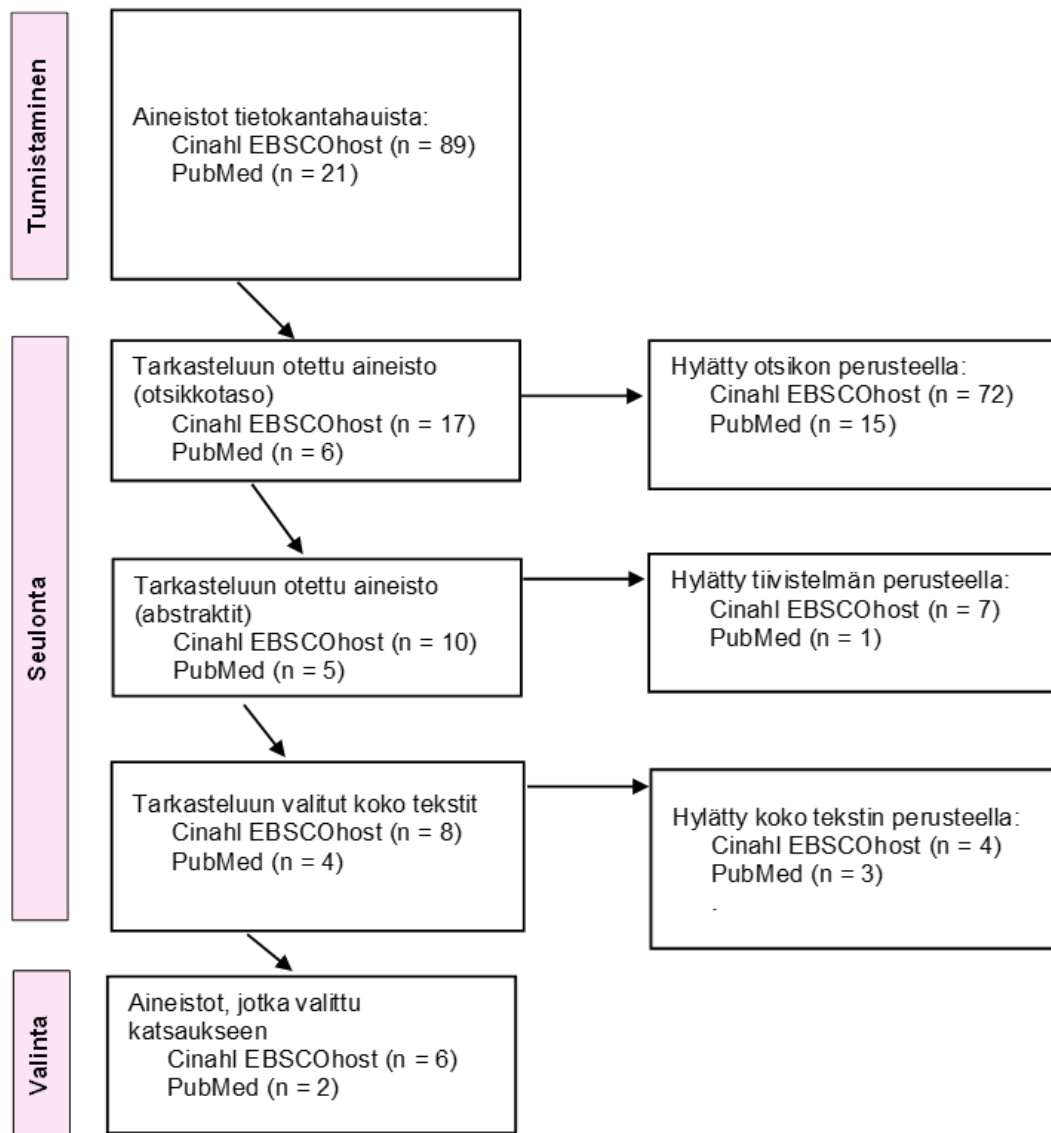 Tunnistaminen
Aineistot tietokantahauista:
Cinahl EBSCOhost (n = 89)
PubMed (n = 21)
Seulonta
Tarkasteluun otettu aineisto
(otsikkotaso)
Cinahl EBSCOhost (n = 17)
PubMed (n = 6)
Hylätty otsikon perusteella:
Cinahl EBSCOhost (n = 72)
PubMed (n = 15)
Tarkasteluun otettu aineisto
(abstraktit)
Cinahl EBSCOhost (n = 10)
PubMed (n = 5)
Hylätty tiivistelmän perusteella:
Cinahl EBSCOhost (n = 7)
PubMed (n = 1)
Tarkasteluun valitut koko tekstit
Cinahl EBSCOhost (n = 8)
PubMed (n = 4)
Hylätty koko tekstin perusteella:
Cinahl EBSCOhost (n = 4)
PubMed (n = 3)
.
Valinta
Aineistot, jotka valittu
katsaukseen
Cinahl EBSCOhost (n = 6)
PubMed (n = 2)